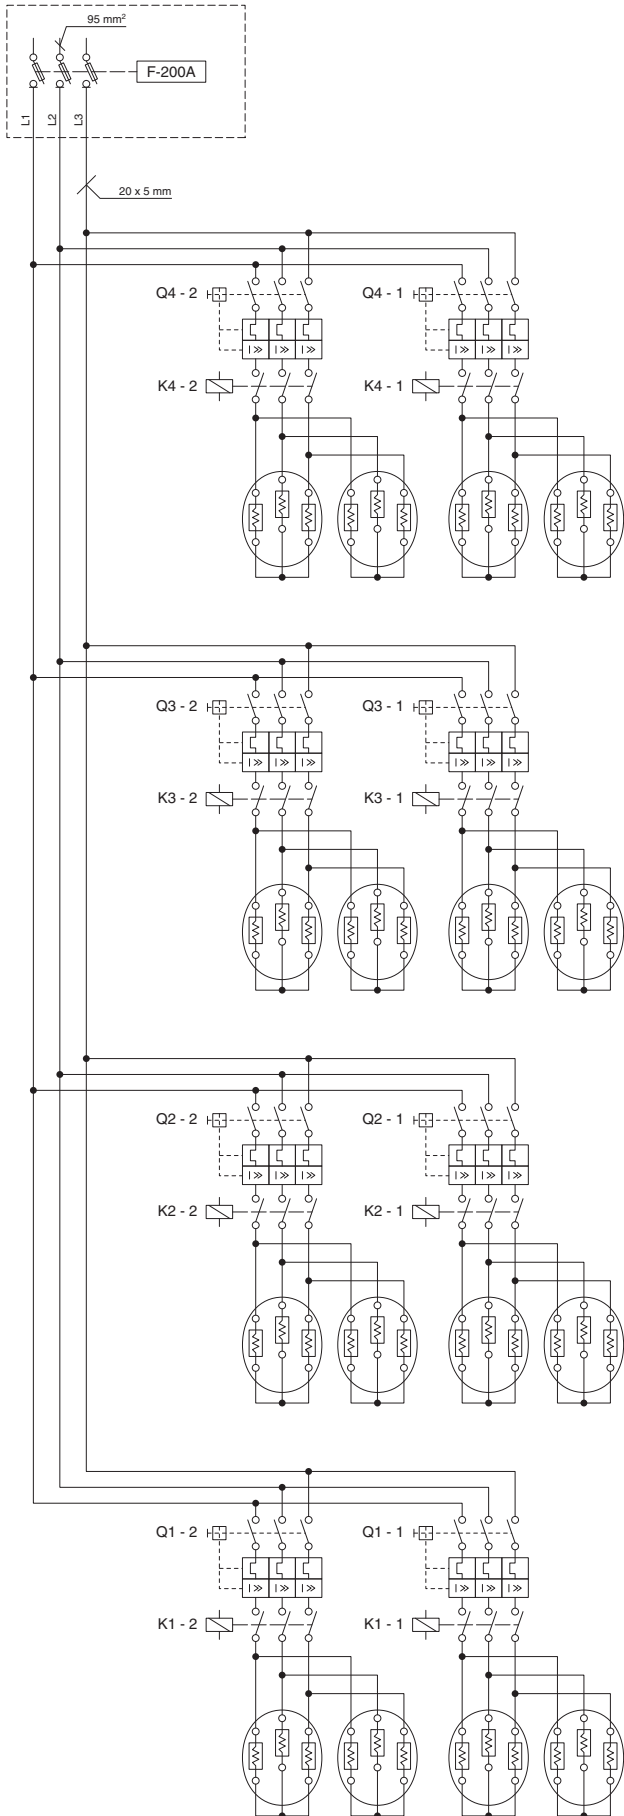 95 mm²
F-200A
L1
L2
L3
20 x 5 mm
Q4 - 2
Q4 - 1
I>> I>> I>>
I>> I>> I>>
K4 - 2
K4 - 1
Q3 - 2
Q3 - 1
I>> I>> I>>
I>> I>> I>>
K3 - 2
K3 - 1
Q2 - 2
Q2 - 1
I>> I>> I>>
I>> I>> I>>
K2 - 2
K2 - 1
Q1 - 2
Q1 - 1
I>> I>> I>>
I>> I>> I>>
K1 - 2
K1 - 1